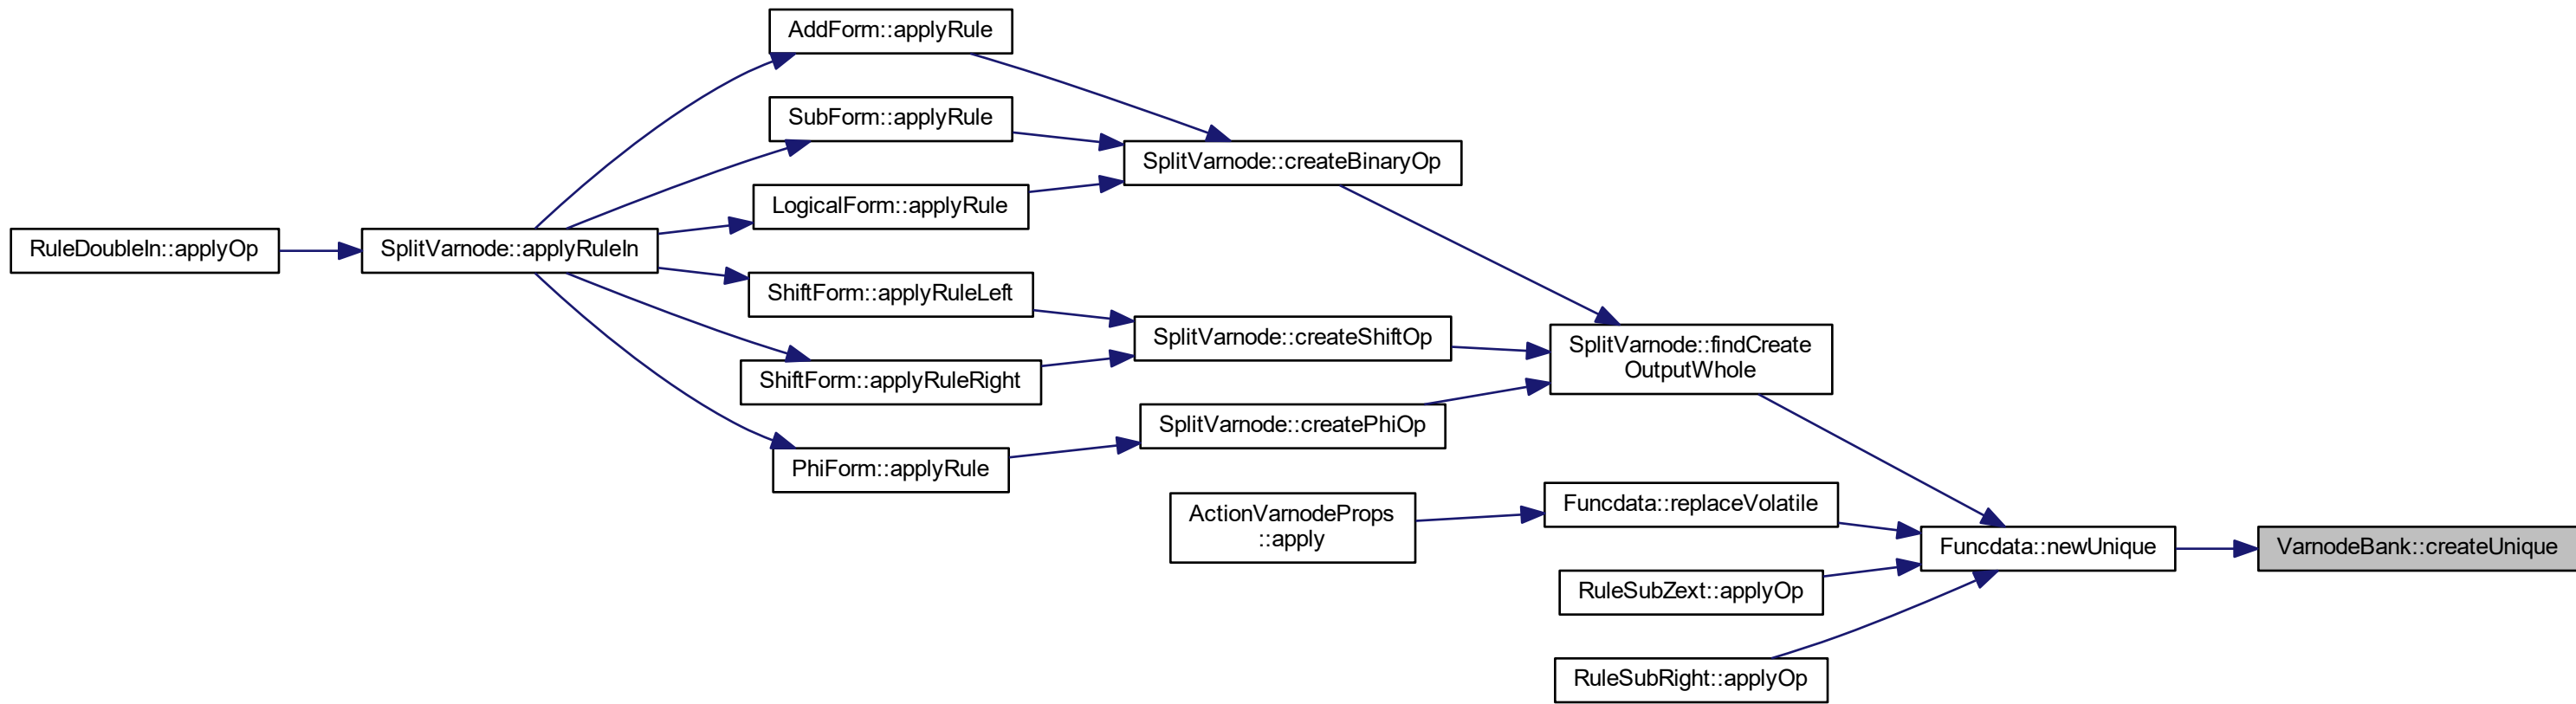 AddForm::applyRule
SubForm::applyRule
SplitVarnode::createBinaryOp
LogicalForm::applyRule
RuleDoubleIn::applyOp
SplitVarnode::applyRuleIn
ShiftForm::applyRuleLeft
SplitVarnode::createShiftOp
SplitVarnode::findCreate
OutputWhole
ShiftForm::applyRuleRight
SplitVarnode::createPhiOp
PhiForm::applyRule
ActionVarnodeProps
::apply
Funcdata::replaceVolatile
Funcdata::newUnique
VarnodeBank::createUnique
RuleSubZext::applyOp
RuleSubRight::applyOp